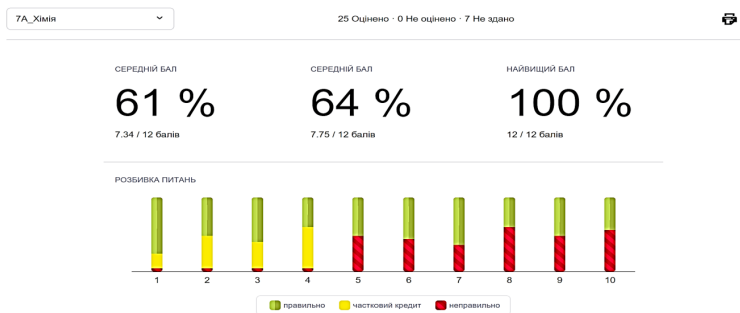 7А_Хімія
25 Оцінено · 0 Не оцінено · 7 Не здано
СЕРЕДНІЙ БАЛ СЕРЕДНІЙ БАЛ НАЙВИЩИЙ БАЛ
61 % 64 % 100 %
7.34 / 12 балів 7.75 / 12 балів 12 / 12 балів
РОЗБИВКА ПИТАНЬ
1 2 3 4 5 6 7 8 9 10
правильно частковий кредит неправильно